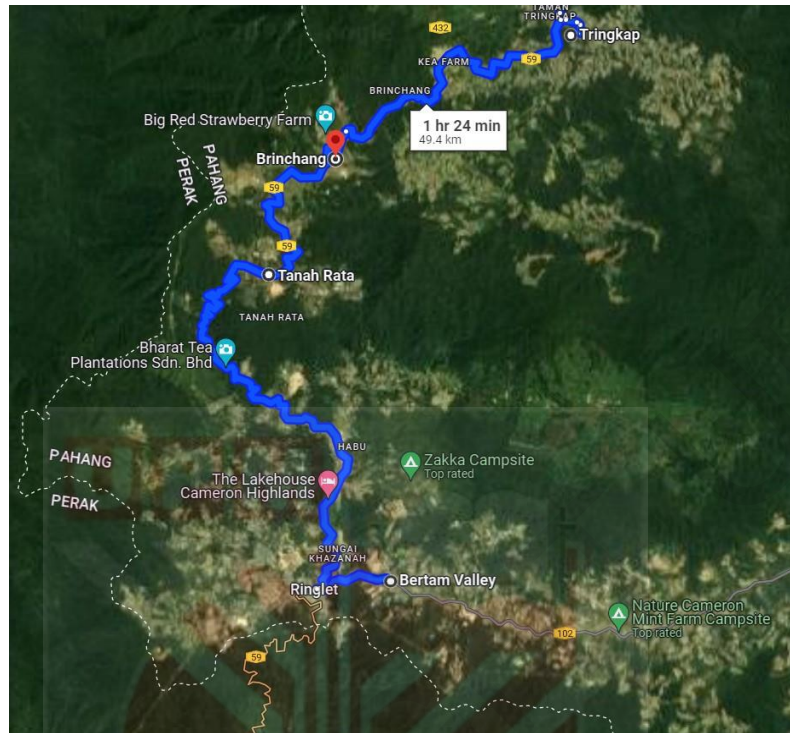 TAMAN
TRINGKAP
Tringkap
432
KEA FARM
59
BRINCHANG
1 hr 24 min
49.4 km
Big Red Strawberry Farm
Brinchang
PAHANG
PERAK
59
59
Tanah Rata
TANAH RATA
Bharat Tea
Plantations Sdn. Bhd
HABU
PAHANG
PERAK
Zakka Campsite
Top rated
The Lakehouse
Cameron Highlands
SUNGAI
KHAZANAH
Ringlet
Bertam Valley
Nature Cameron
Mint Farm Campsite
Top rated
102
59